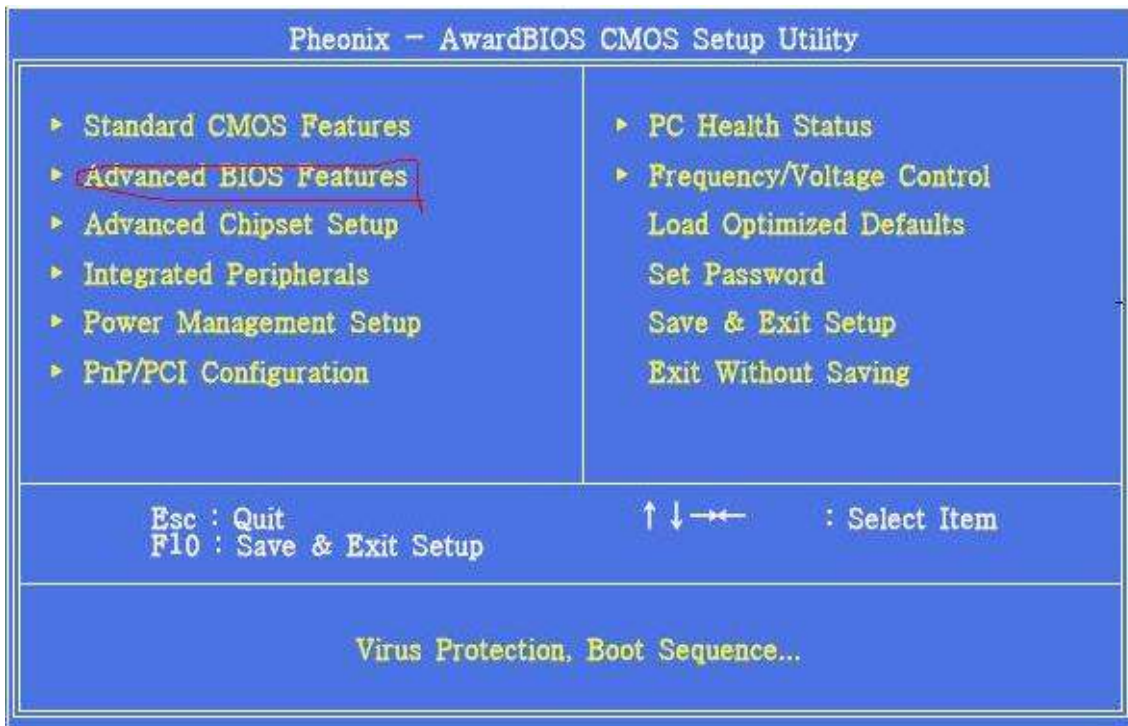 Pheonix - AwardBIOS CMOS Setup Utility
▸ Standard CMOS Features
▸ Advanced BIOS Features
▸ Advanced Chipset Setup
▸ Integrated Peripherals
▸ Power Management Setup
▸ PnP/PCI Configuration
▸ PC Health Status
▸ Frequency/Voltage Control
Load Optimized Defaults
Set Password
Save & Exit Setup
Exit Without Saving
Esc : Quit
F10 : Save & Exit Setup
↑ ↓ → ← : Select Item
Virus Protection, Boot Sequence...